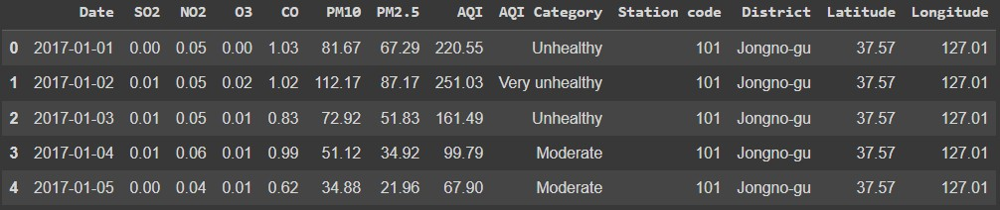 Date SO2 NO2 O3 CO PM10 PM2.5 AQI AQI Category Station code District Latitude Longitude
0 2017-01-01 0.00 0.05 0.00 1.03 81.67 67.29 220.55 Unhealthy 101 Jongno-gu 37.57 127.01
1 2017-01-02 0.01 0.05 0.02 1.02 112.17 87.17 251.03 Very unhealthy 101 Jongno-gu 37.57 127.01
2 2017-01-03 0.01 0.05 0.01 0.83 72.92 51.83 161.49 Unhealthy 101 Jongno-gu 37.57 127.01
3 2017-01-04 0.01 0.06 0.01 0.99 51.12 34.92 99.79 Moderate 101 Jongno-gu 37.57 127.01
4 2017-01-05 0.00 0.04 0.01 0.62 34.88 21.96 67.90 Moderate 101 Jongno-gu 37.57 127.01